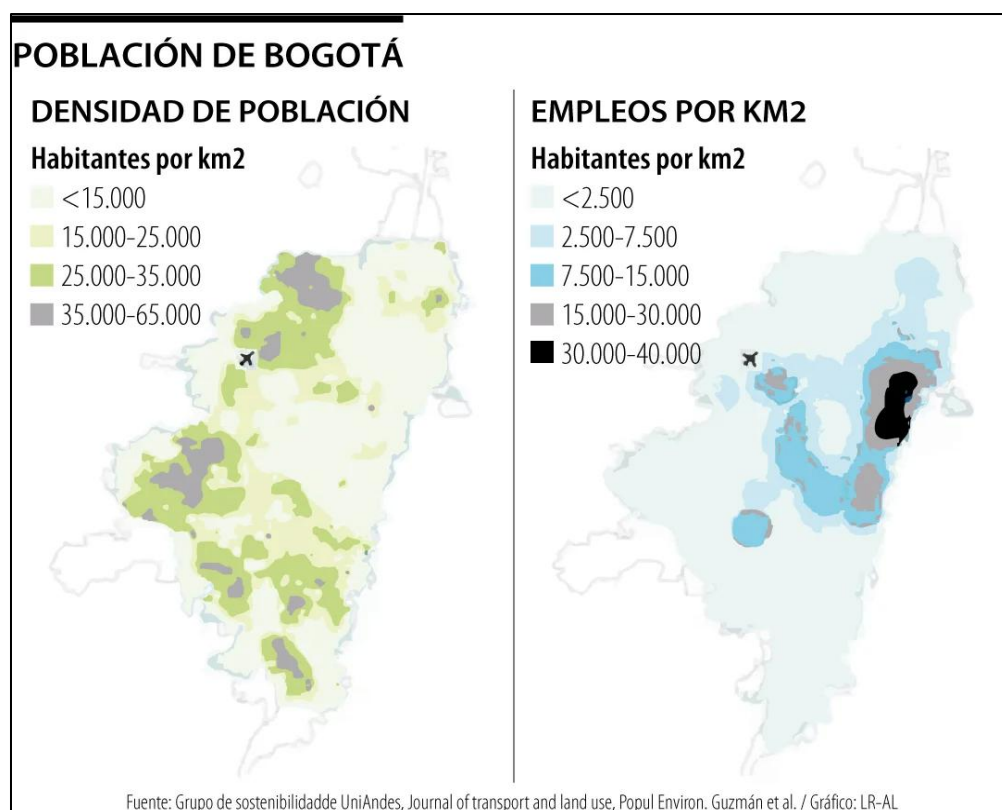 POBLACIÓN DE BOGOTÁ
DENSIDAD DE POBLACIÓN
Habitantes por km2
<15.000
15.000-25.000
25.000-35.000
35.000-65.000
EMPLEOS POR KM2
Habitantes por km2
<2.500
2.500-7.500
7.500-15.000
15.000-30.000
30.000-40.000
Fuente: Grupo de sostenibilidadde UniAndes, Journal of transport and land use, Popul Environ. Guzmán et al. / Gráfico: LR-AL